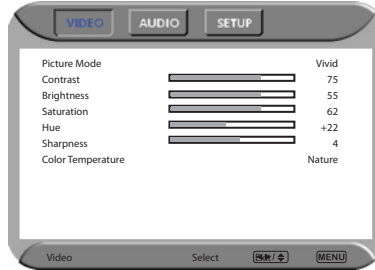 VIDEO AUDIO SETUP
Picture Mode Vivid
Contrast 75
Brightness 55
Saturation 62
Hue +22
Sharpness 4
Color Temperature Nature
Video Select MENU